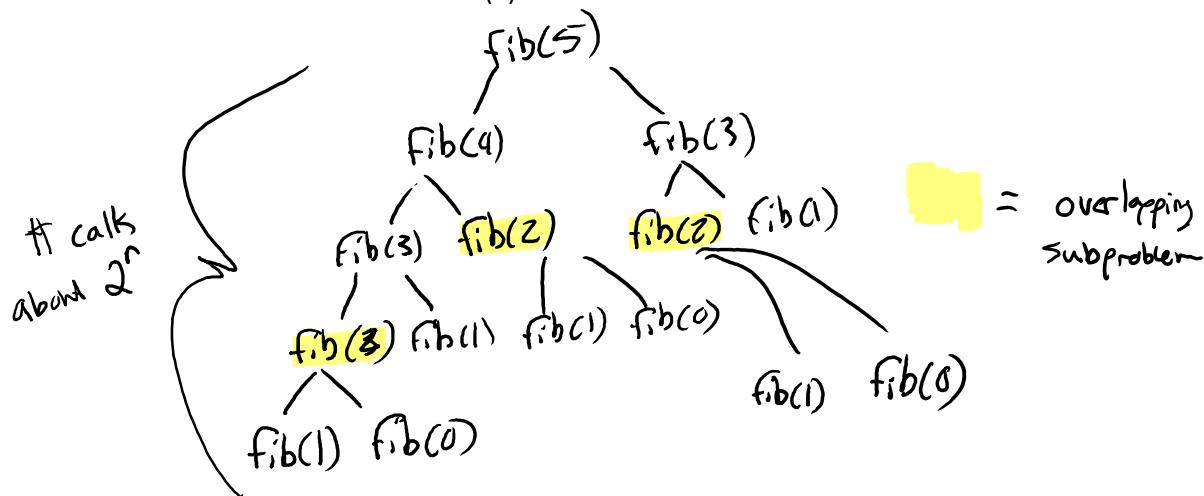 fib(5)
fib(4) fib(3)
fib(3) fib(2) fib(2) fib(1)
= overlapping
subproblem
# calls
about 2^n
fib(1) fib(1) fib(0)
fib(1) fib(0)
fib(1) fib(0)